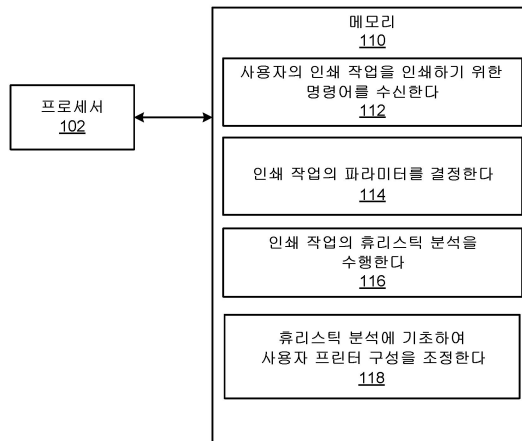 메모리
110
프로세서
102
사용자의 인쇄 작업을 인쇄하기 위한
명령어를 수신한다
112
인쇄 작업의 파라미터를 결정한다
114
인쇄 작업의 휴리스틱 분석을
수행한다
116
휴리스틱 분석에 기초하여
사용자 프린터 구성을 조정한다
118